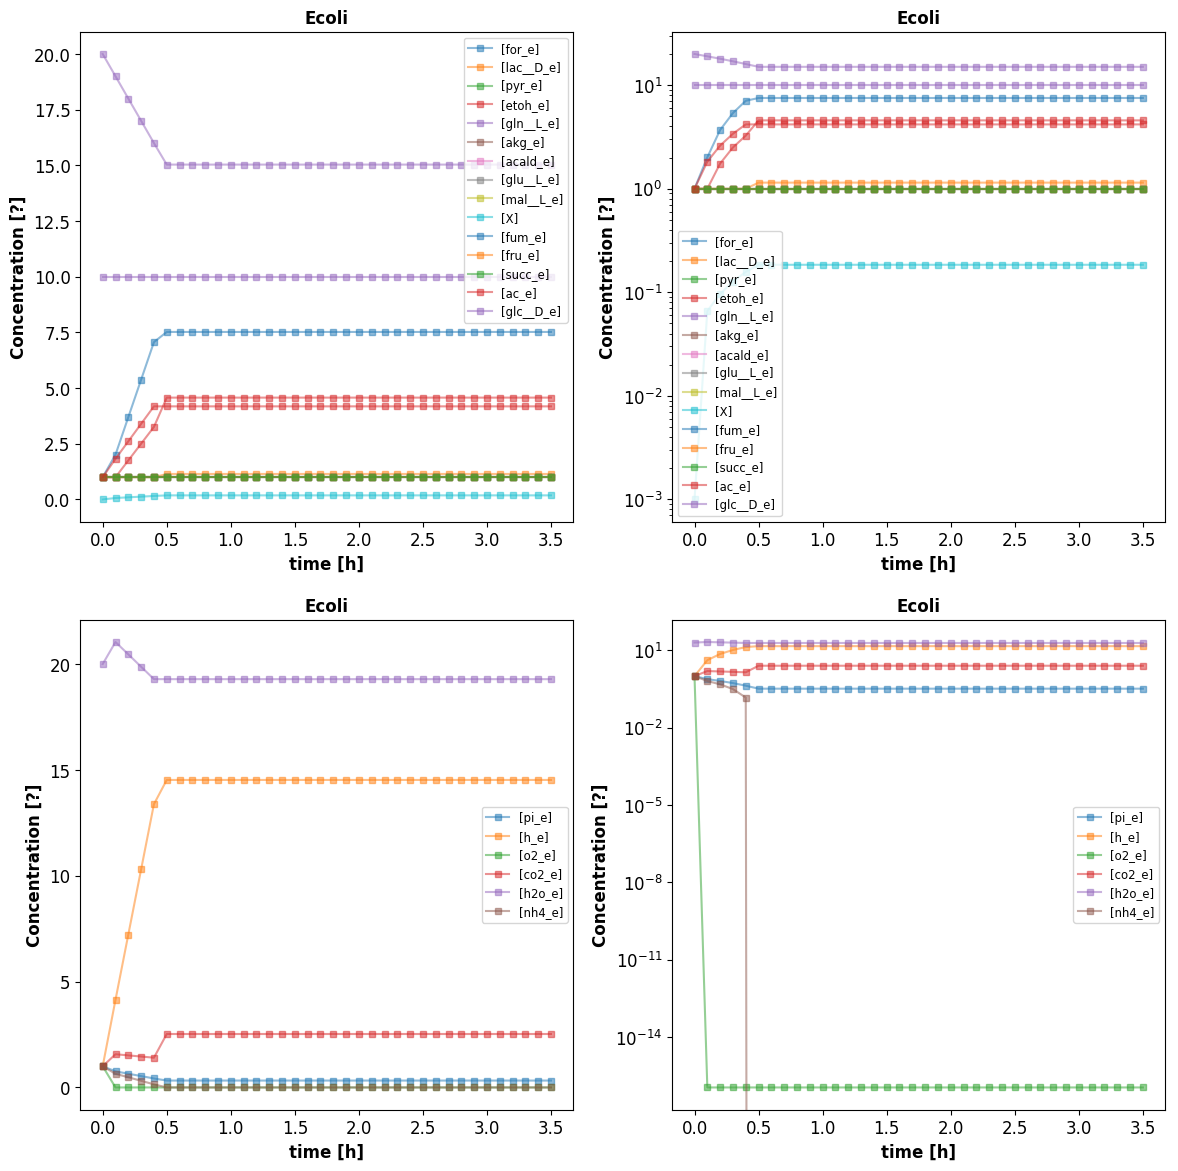 Ecoli
20.0
17.5
15.0
12.5
10.0
7.5
5.0
2.5
0.0
Concentration [?]
0.0 0.5 1.0 1.5 2.0 2.5 3.0 3.5
time [h]
[for_e]
[lac__D_e]
[pyr_e]
[etoh_e]
[gln__L_e]
[akg_e]
[acald_e]
[glu__L_e]
[mal__L_e]
[X]
[fum_e]
[fru_e]
[succ_e]
[ac_e]
[glc__D_e]
Ecoli
10¹
10⁰
10⁻¹
10⁻²
10⁻³
Concentration [?]
0.0 0.5 1.0 1.5 2.0 2.5 3.0 3.5
time [h]
[for_e]
[lac__D_e]
[pyr_e]
[etoh_e]
[gln__L_e]
[akg_e]
[acald_e]
[glu__L_e]
[mal__L_e]
[X]
[fum_e]
[fru_e]
[succ_e]
[ac_e]
[glc__D_e]
Ecoli
20
15
10
5
0
Concentration [?]
0.0 0.5 1.0 1.5 2.0 2.5 3.0 3.5
time [h]
[pi_e]
[h_e]
[o2_e]
[co2_e]
[h2o_e]
[nh4_e]
Ecoli
10¹
10⁻²
10⁻⁵
10⁻⁸
10⁻¹¹
10⁻¹⁴
Concentration [?]
0.0 0.5 1.0 1.5 2.0 2.5 3.0 3.5
time [h]
[pi_e]
[h_e]
[o2_e]
[co2_e]
[h2o_e]
[nh4_e]